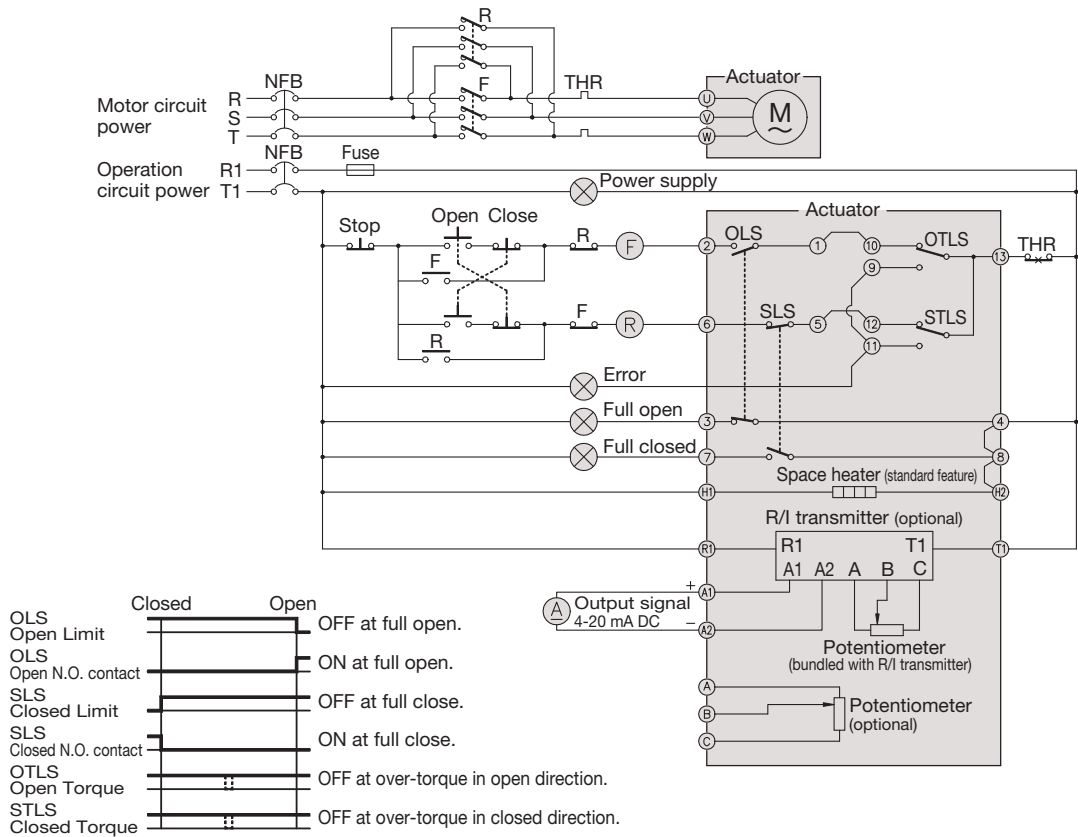 R
NFB
F
THR
Actuator
Motor circuit
power
R
S
T
U
V
W
M
NFB
Fuse
Operation
circuit power
R1
T1
Power supply
Stop
Open
Close
R
F
2
OLS
1
10
OTLS
Actuator
13
THR
F
9
F
R
6
SLS
5
12
STLS
R
11
Error
Full open
3
4
Full closed
7
8
Space heater (standard feature)
H1
H2
R/I transmitter (optional)
R1
R1
T1
T1
A1
A2
A
B
C
A1
+
A
Output signal
4-20 mA DC
−
A2
Potentiometer
(bundled with R/I transmitter)
A
B
C
Potentiometer
(optional)
Closed
Open
OLS
Open Limit
OFF at full open.
OLS
Open N.O. contact
ON at full open.
SLS
Closed Limit
OFF at full close.
SLS
Closed N.O. contact
ON at full close.
OTLS
Open Torque
OFF at over-torque in open direction.
STLS
Closed Torque
OFF at over-torque in closed direction.